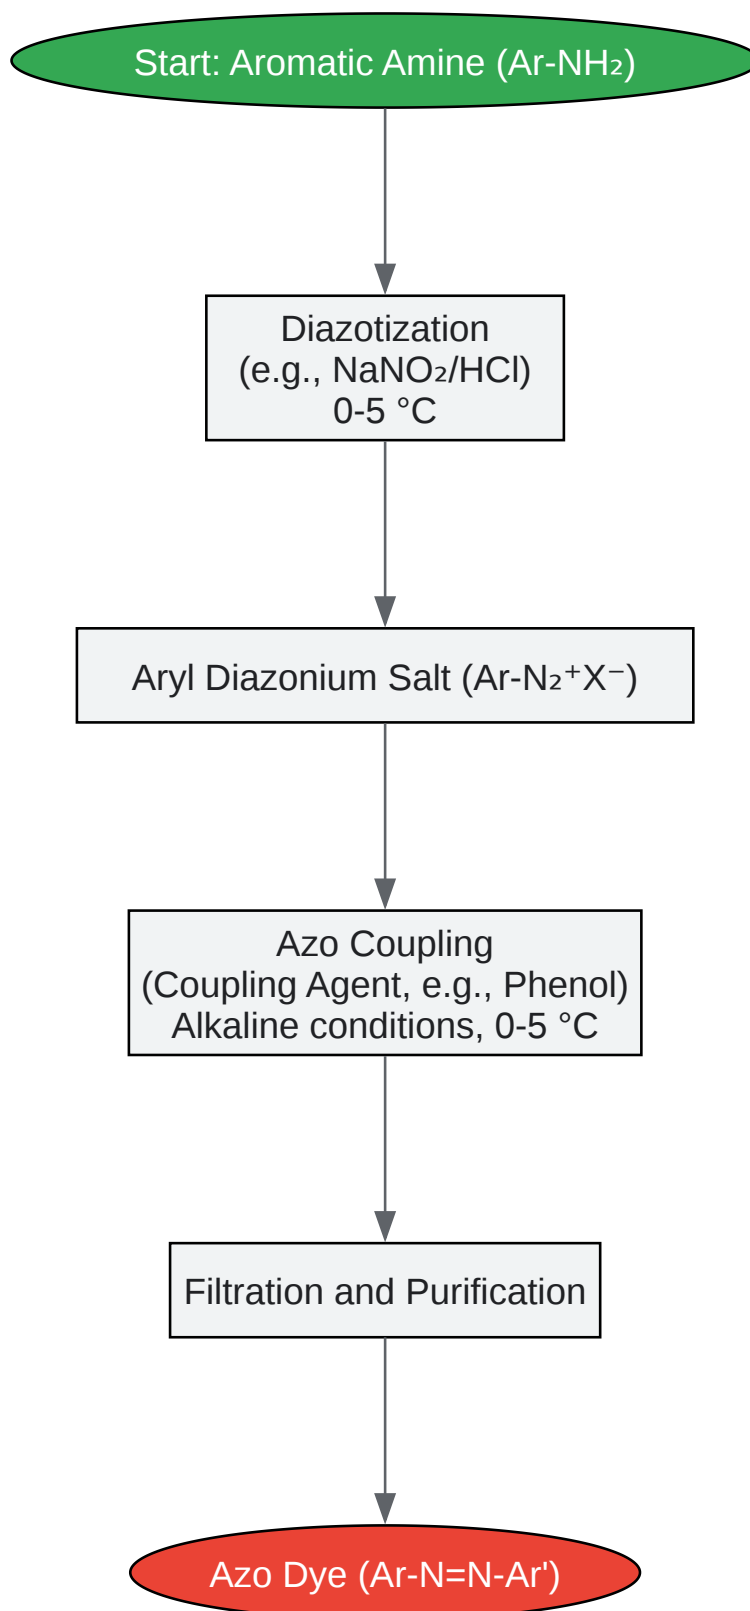 Start: Aromatic Amine (Ar-NH₂)
Diazotization
(e.g., NaNO₂/HCl)
0-5 °C
Aryl Diazonium Salt (Ar-N₂⁺X⁻)
Azo Coupling
(Coupling Agent, e.g., Phenol)
Alkaline conditions, 0-5 °C
Filtration and Purification
Azo Dye (Ar-N=N-Ar')